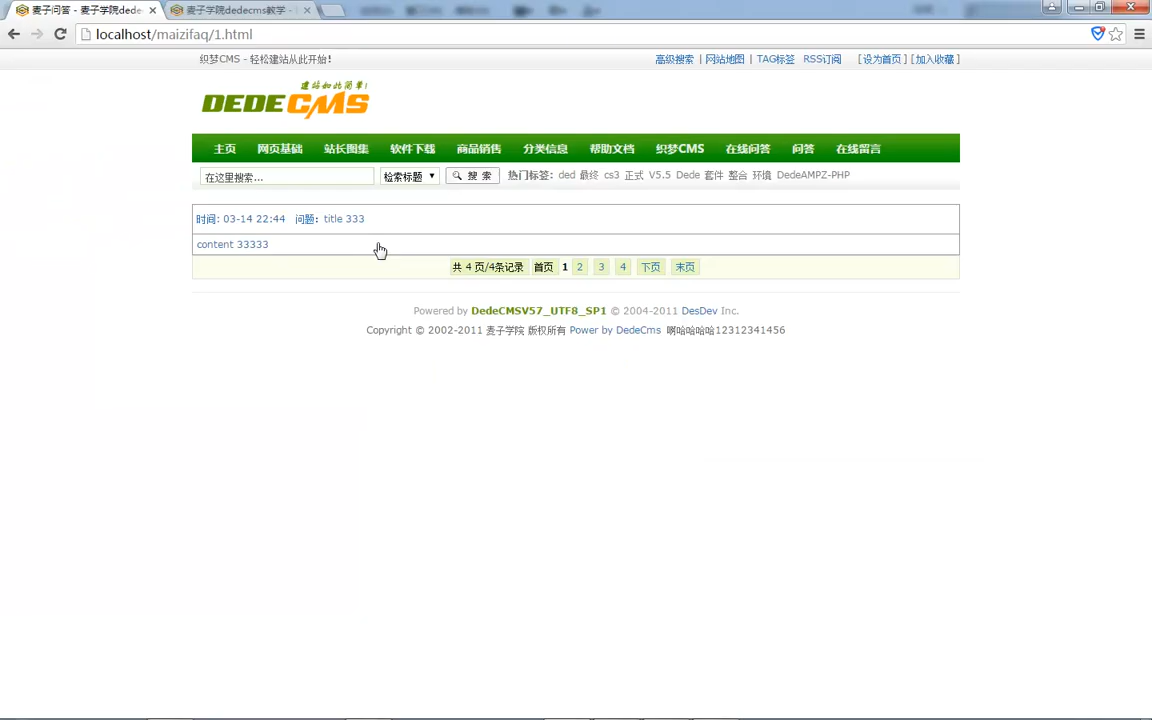 麦子问答 - 麦子学院dede
麦子学院dedecms教学 -
localhost/maizifaq/1.html
织梦CMS - 轻松建站从此开始！
高级搜索 | 网站地图 | TAG标签 RSS订阅 [设为首页] [加入收藏]
建站如此简单!
DEDECMS
主页 网页基础 站长图集 软件下载 商品销售 分类信息 帮助文档 织梦CMS 在线问答 问答 在线留言
在这里搜索... 检索标题 搜 索 热门标签: ded 最终 css3 正式 V5.5 Dede 套件 整合 环境 DedeAMPZ-PHP
时间: 03-14 22:44 问题: title 333
content 33333
共 4 页/4条记录 首页 1 2 3 4 下页 末页
Powered by DedeCMSV57_UTF8_SP1 © 2004-2011 DesDev Inc.
Copyright © 2002-2011 麦子学院 版权所有 Power by DedeCms 啊哈哈哈哈12312341456